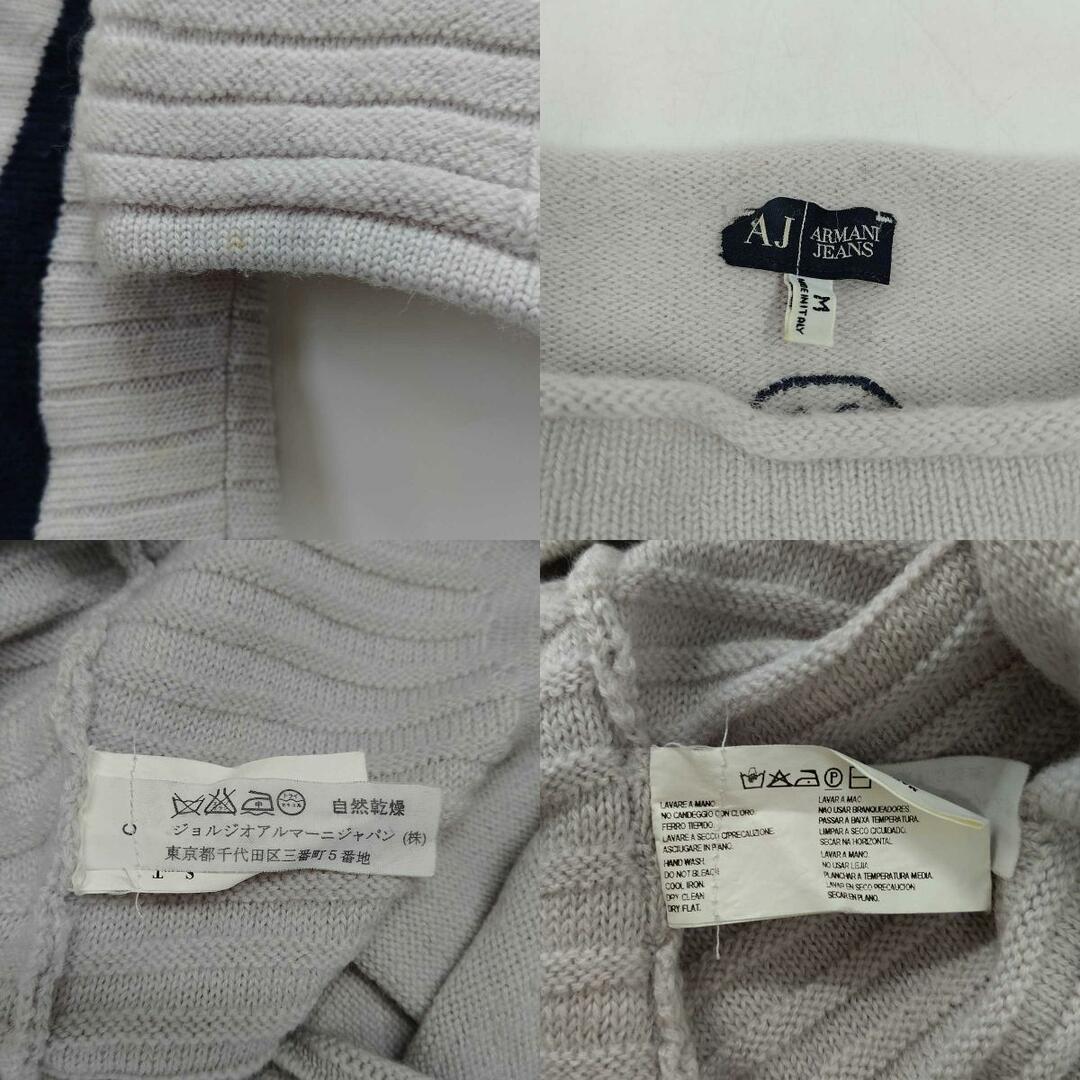 AJ
ARMANI
JEANS
M
MADE IN ITALY
自然乾燥
ジョルジオアルマーニジャパン (株)
東京都千代田区三番町5番地
LAVARE A MANO.
NO CANDEGGIO CON CLORO.
FERRO TIEPIDO.
LAVARE A SECCO C/PRECAUZIONE.
ASCIUGARE IN PIANO.
HAND WASH.
DO NOT BLEACH
COOL IRON.
DRY CLEAN
DRY FLAT.
LAVAR A MAO
NAO USAR BRANQUEADORES
PASSAR A BAIXA TEMPERATURA.
LIMPAR A SECO C/CUIDADO.
SECAR NA HORIZONTAL.
LAVAR A MANO.
NO USAR LEJIA.
PLANCHAR A TEMPERATURA MEDIA.
LAVAR EN SECO PRECAUCION
SECAR EN PLANO.